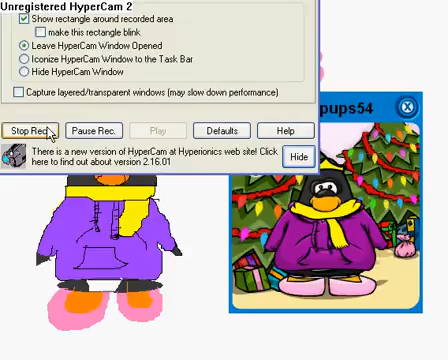 Unregistered HyperCam 2
Show rectangle around recorded area
make this rectangle blink
Leave HyperCam Window Opened
Iconize HyperCam Window to the Task Bar
Hide HyperCam Window
Capture layered/transparent windows (may slow down performance)
Stop Rec. Pause Rec. Play Defaults Help
There is a new version of HyperCam at Hyperionics web site! Click
here to find out about version 2.16.01
Hide
pups54